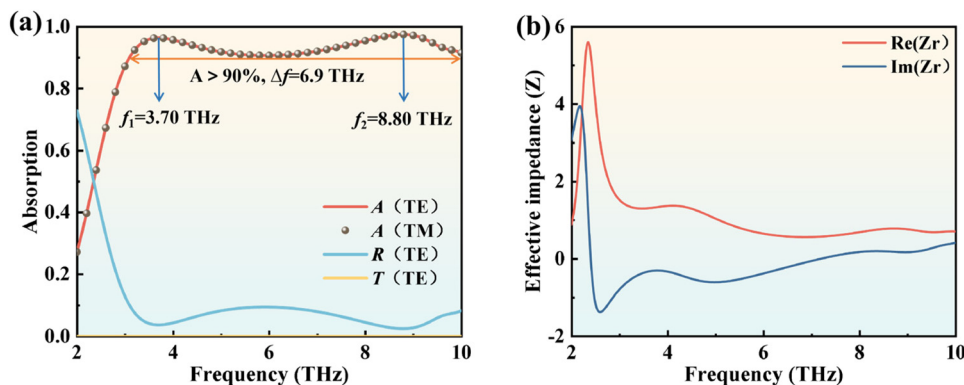 (a)
1.0
0.8
0.6
0.4
0.2
0.0
Absorption
A > 90%, Δf=6.9 THz
f₁=3.70 THz
f₂=8.80 THz
A（TE）
A（TM）
R（TE）
T（TE）
2
4
6
8
10
Frequency (THz)
(b)
6
4
2
0
-2
Effective impedance (Z)
Re(Zr）
Im(Zr）
2
4
6
8
10
Frequency (THz)